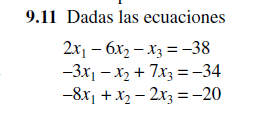 9.11 Dadas las ecuaciones
2x₁ – 6x₂ – x₃ = –38
–3x₁ – x₂ + 7x₃ = –34
–8x₁ + x₂ – 2x₃ = –20